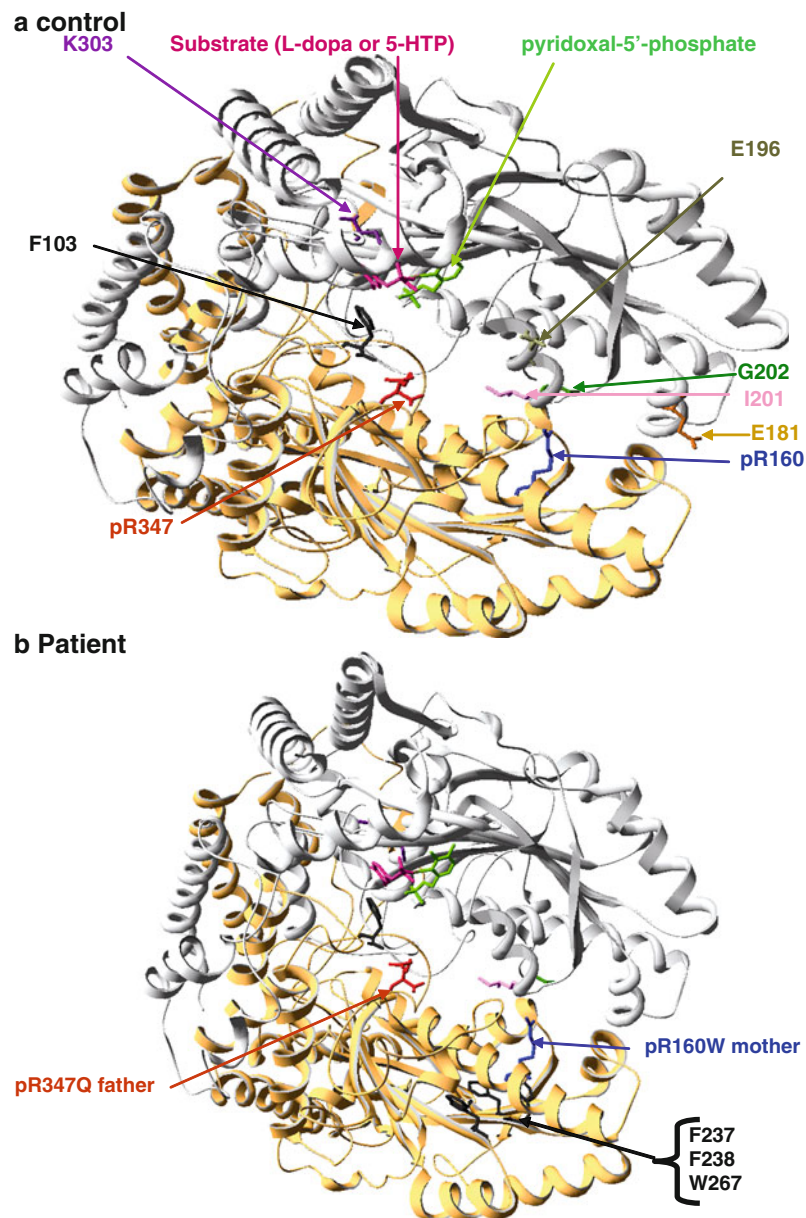 a control
K303
Substrate (L-dopa or 5-HTP)
pyridoxal-5'-phosphate
E196
F103
G202
I201
E181
pR160
pR347
b Patient
pR160W mother
pR347Q father
F237
F238
W267